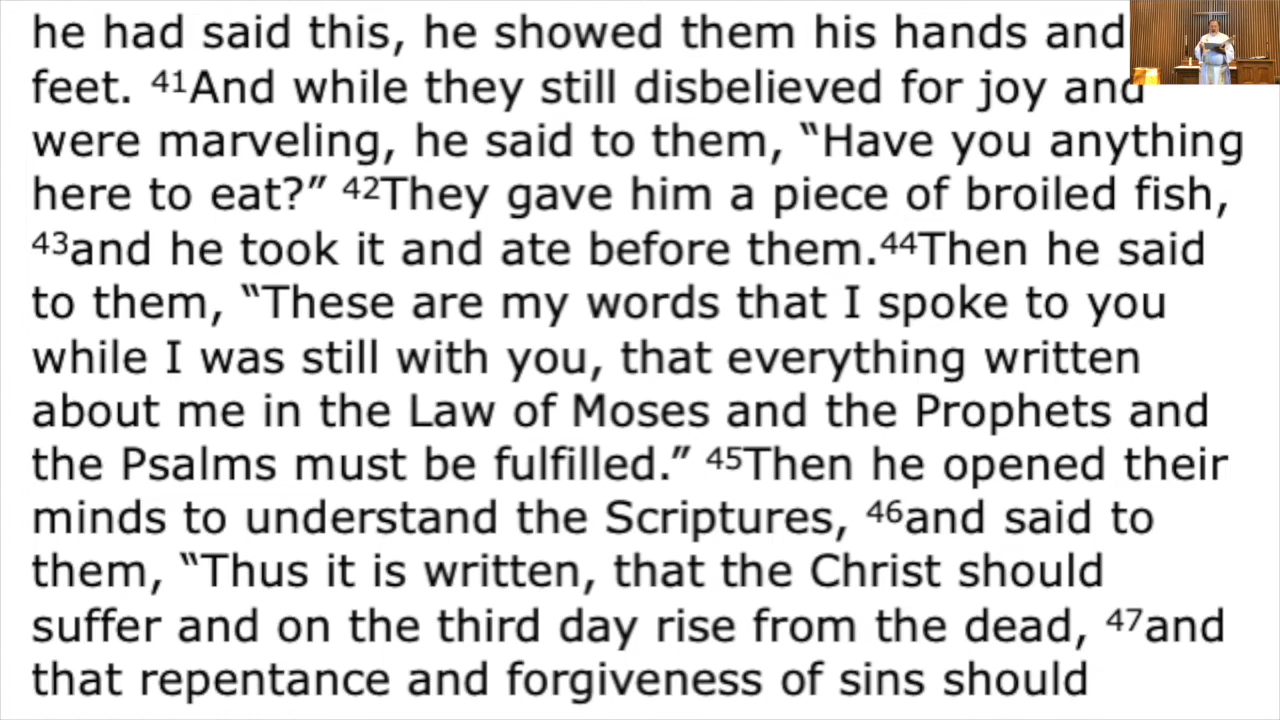 he had said this, he showed them his hands and
feet. 41And while they still disbelieved for joy and
were marveling, he said to them, “Have you anything
here to eat?” 42They gave him a piece of broiled fish,
43and he took it and ate before them.44Then he said
to them, “These are my words that I spoke to you
while I was still with you, that everything written
about me in the Law of Moses and the Prophets and
the Psalms must be fulfilled.” 45Then he opened their
minds to understand the Scriptures, 46and said to
them, “Thus it is written, that the Christ should
suffer and on the third day rise from the dead, 47and
that repentance and forgiveness of sins should